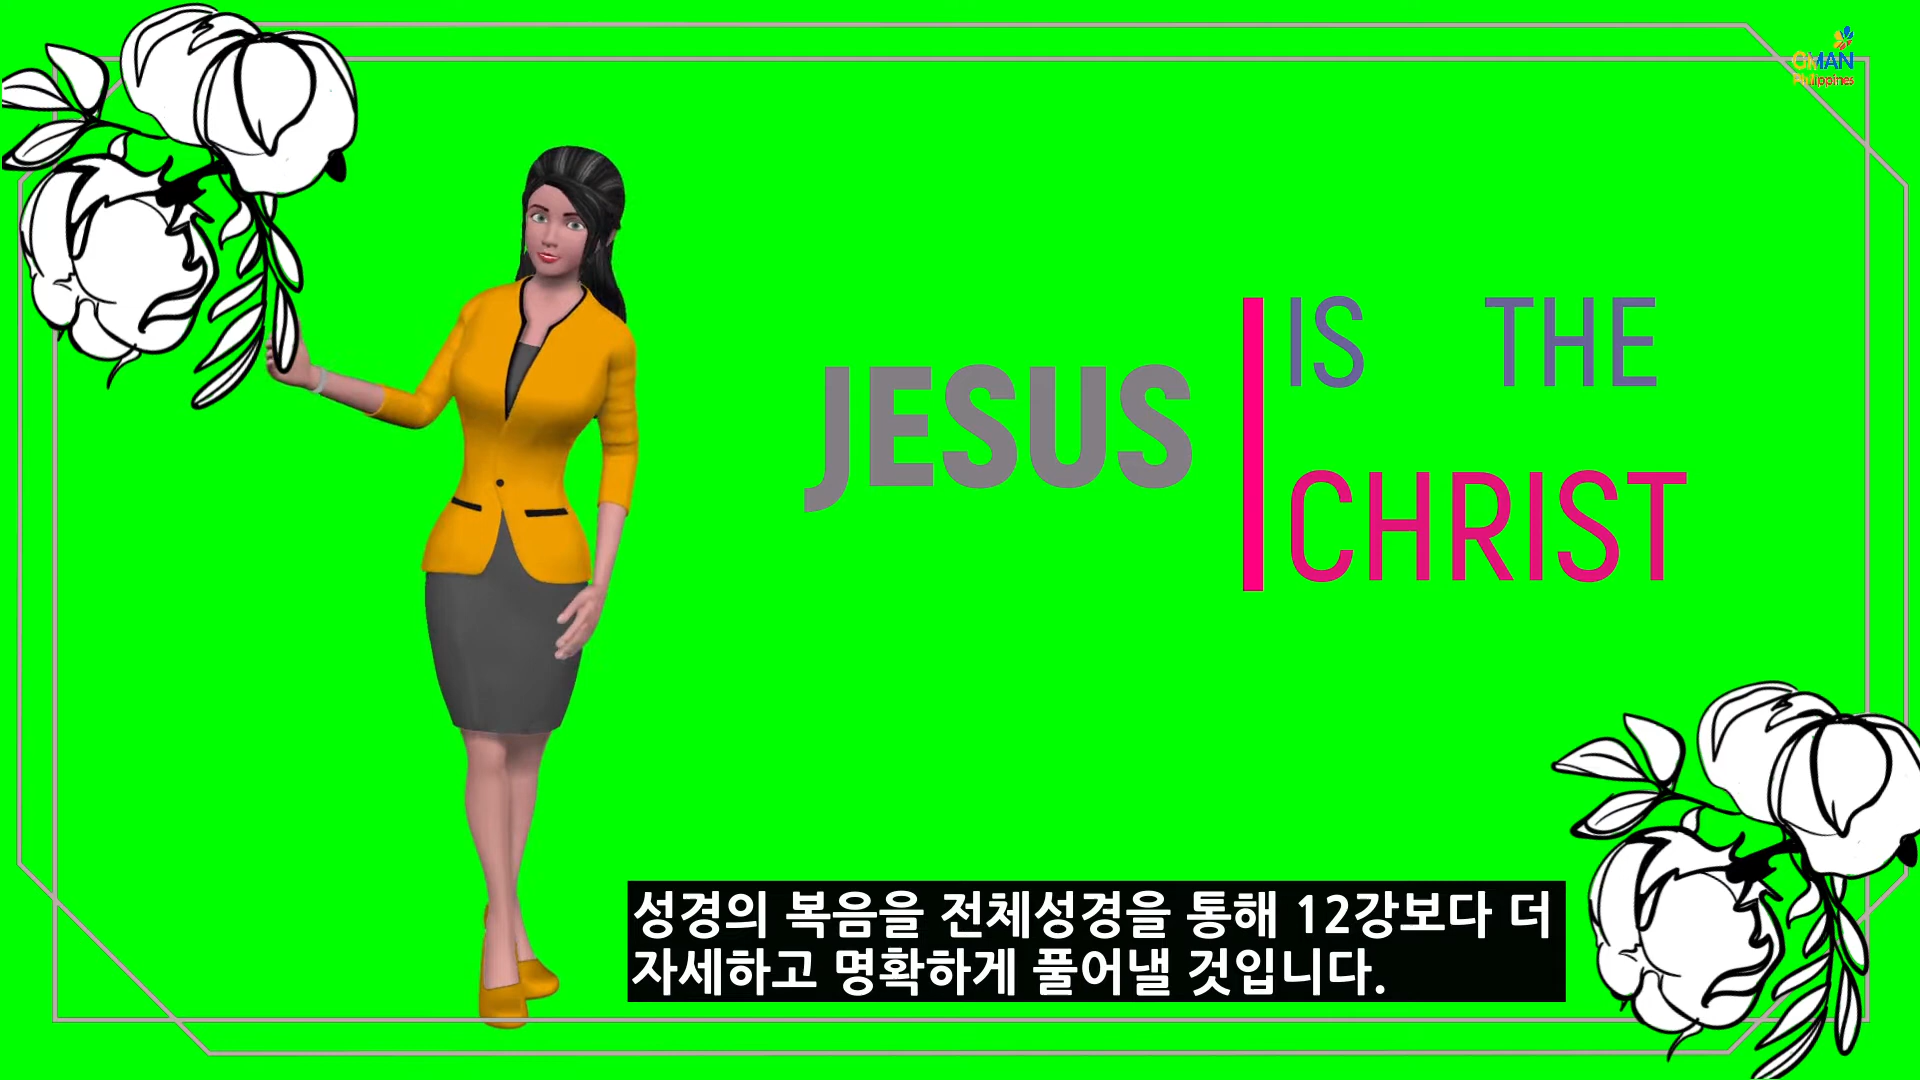 GMAN
Philippines
JESUS
IS THE
CHRIST
성경의 복음을 전체성경을 통해 12강보다 더
자세하고 명확하게 풀어낼 것입니다.